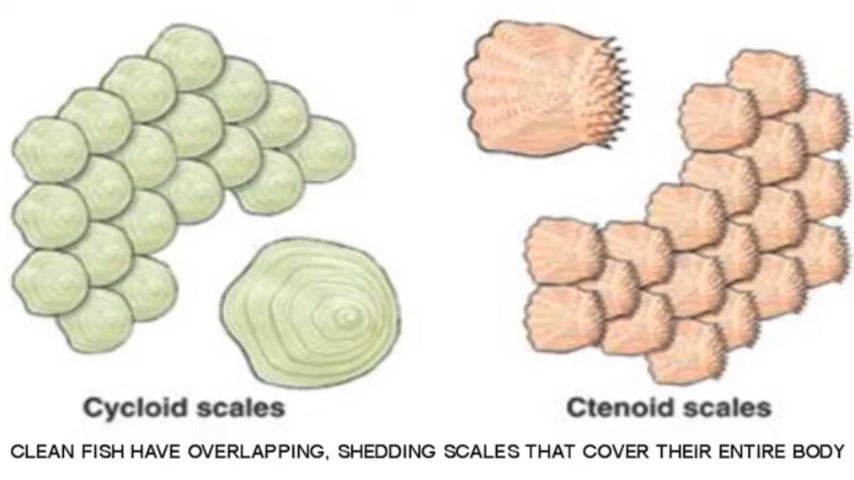 Cycloid scales
Ctenoid scales
CLEAN FISH HAVE OVERLAPPING, SHEDDING SCALES THAT COVER THEIR ENTIRE BODY